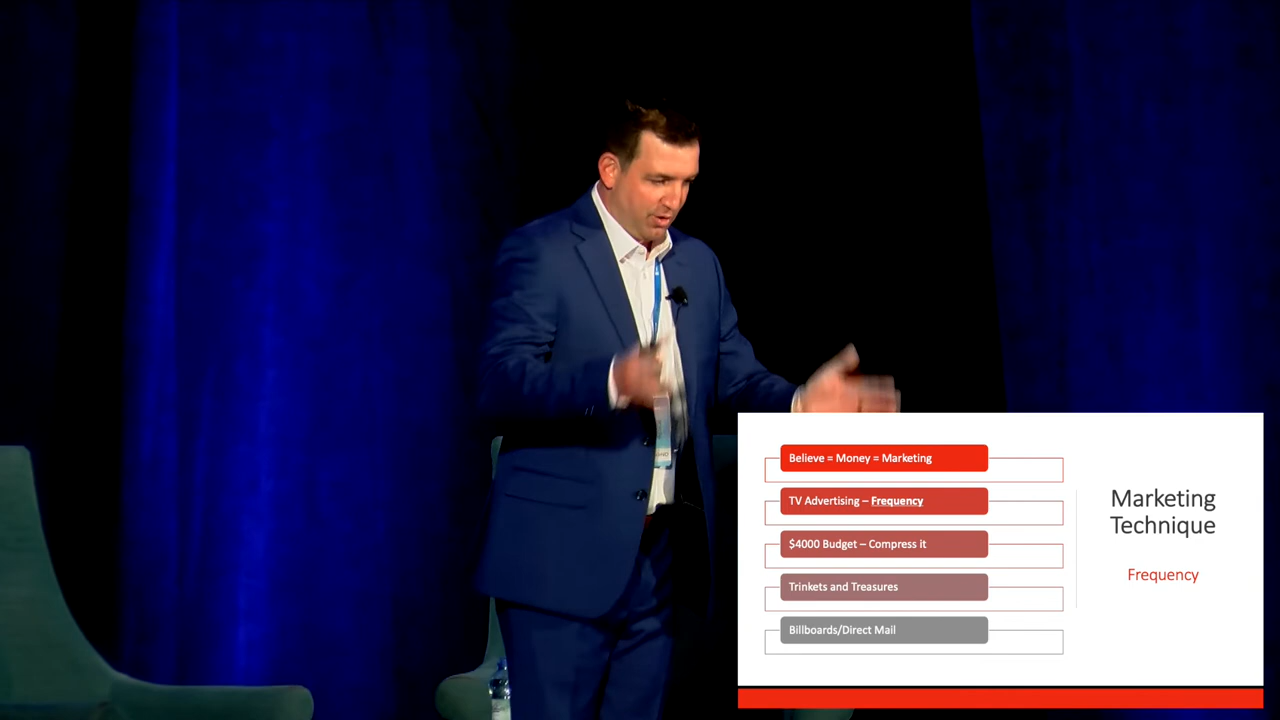 Believe = Money = Marketing
TV Advertising – Frequency
$4000 Budget – Compress it
Trinkets and Treasures
Billboards/Direct Mail
Marketing
Technique
Frequency